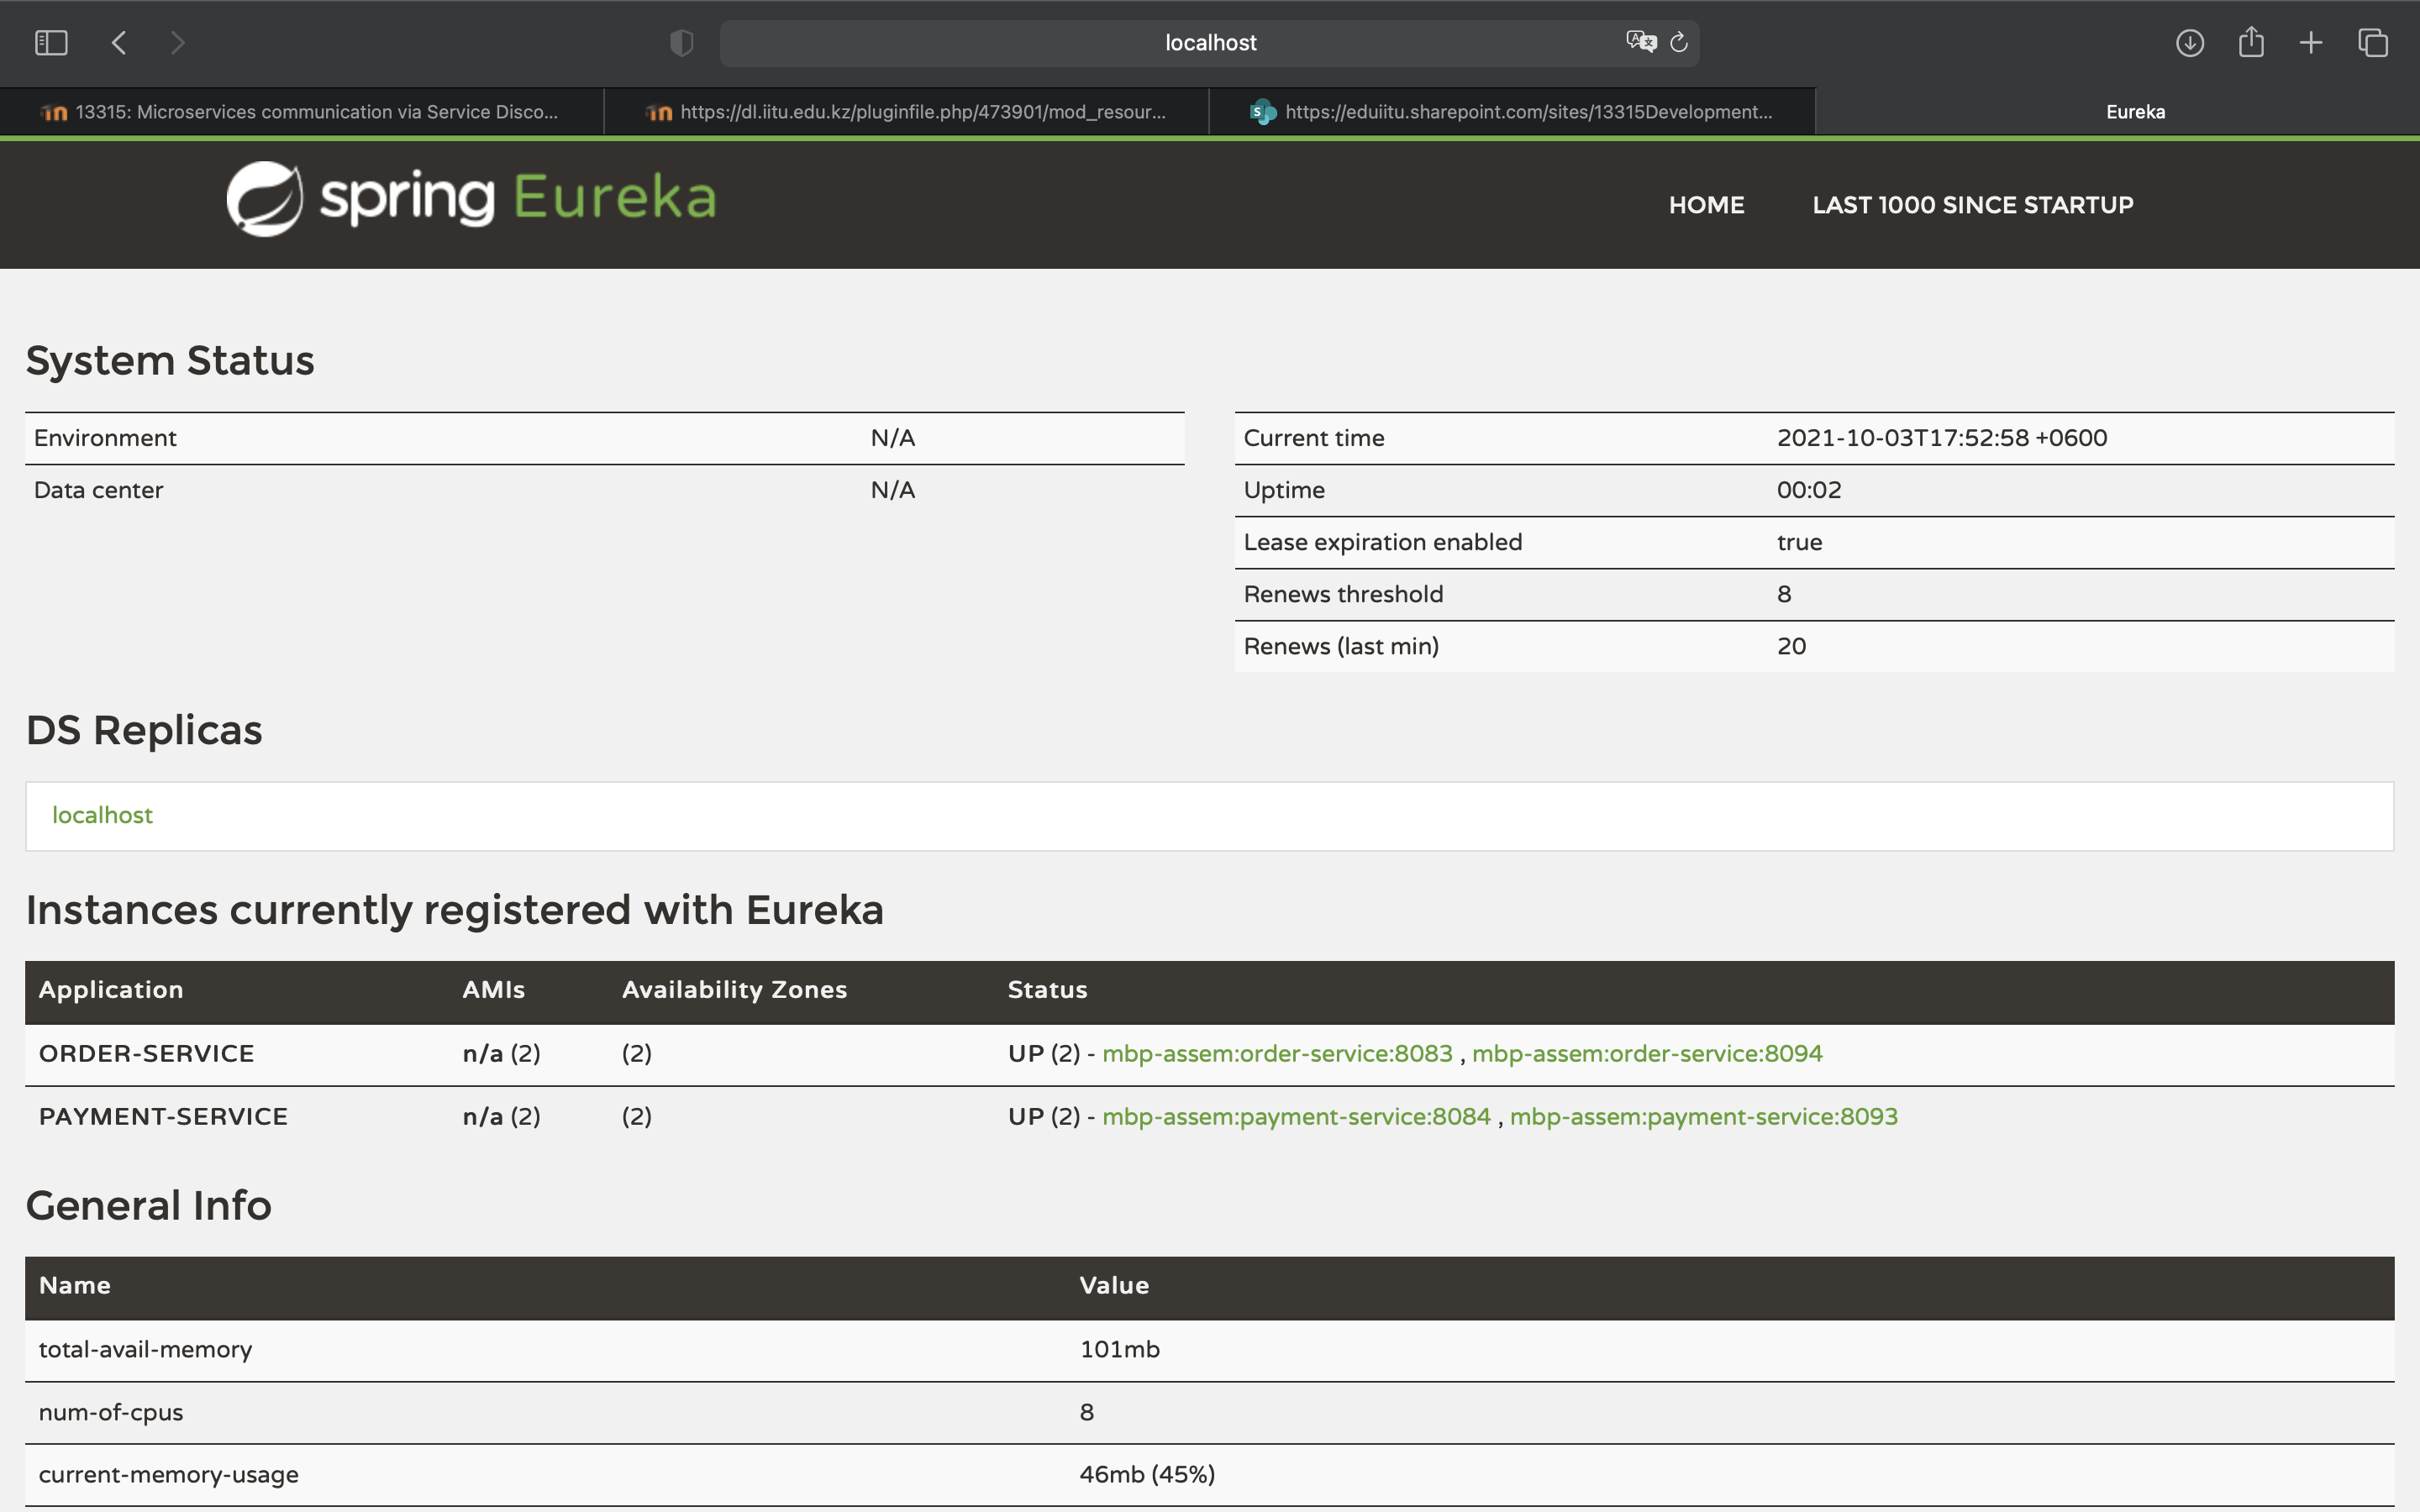 localhost
13315: Microservices communication via Service Disco...
https://dl.iitu.edu.kz/pluginfile.php/473901/mod_resour...
https://eduiitu.sharepoint.com/sites/13315Development...
Eureka
spring Eureka
HOME
LAST 1000 SINCE STARTUP
System Status
Environment N/A
Data center N/A
Current time 2021-10-03T17:52:58 +0600
Uptime 00:02
Lease expiration enabled true
Renews threshold 8
Renews (last min) 20
DS Replicas
localhost
Instances currently registered with Eureka
Application AMIs Availability Zones Status
ORDER-SERVICE n/a (2) (2) UP (2) - mbp-assem:order-service:8083 , mbp-assem:order-service:8094
PAYMENT-SERVICE n/a (2) (2) UP (2) - mbp-assem:payment-service:8084 , mbp-assem:payment-service:8093
General Info
Name Value
total-avail-memory 101mb
num-of-cpus 8
current-memory-usage 46mb (45%)